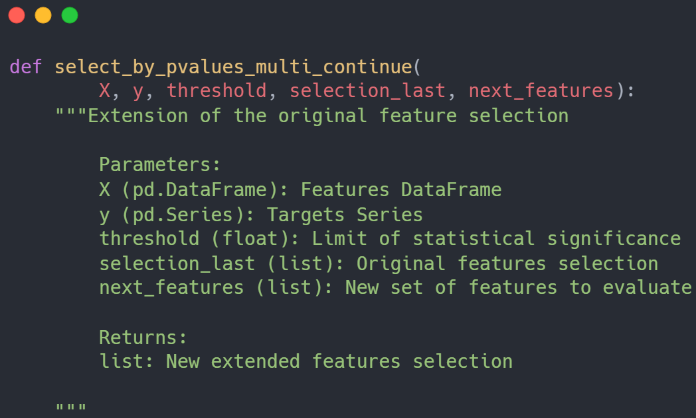 def select_by_pvalues_multi_continue(
X, y, threshold, selection_last, next_features):
"""Extension of the original feature selection
Parameters:
X (pd.DataFrame): Features DataFrame
y (pd.Series): Targets Series
threshold (float): Limit of statistical significance
selection_last (list): Original features selection
next_features (list): New set of features to evaluate
Returns:
list: New extended features selection
"""